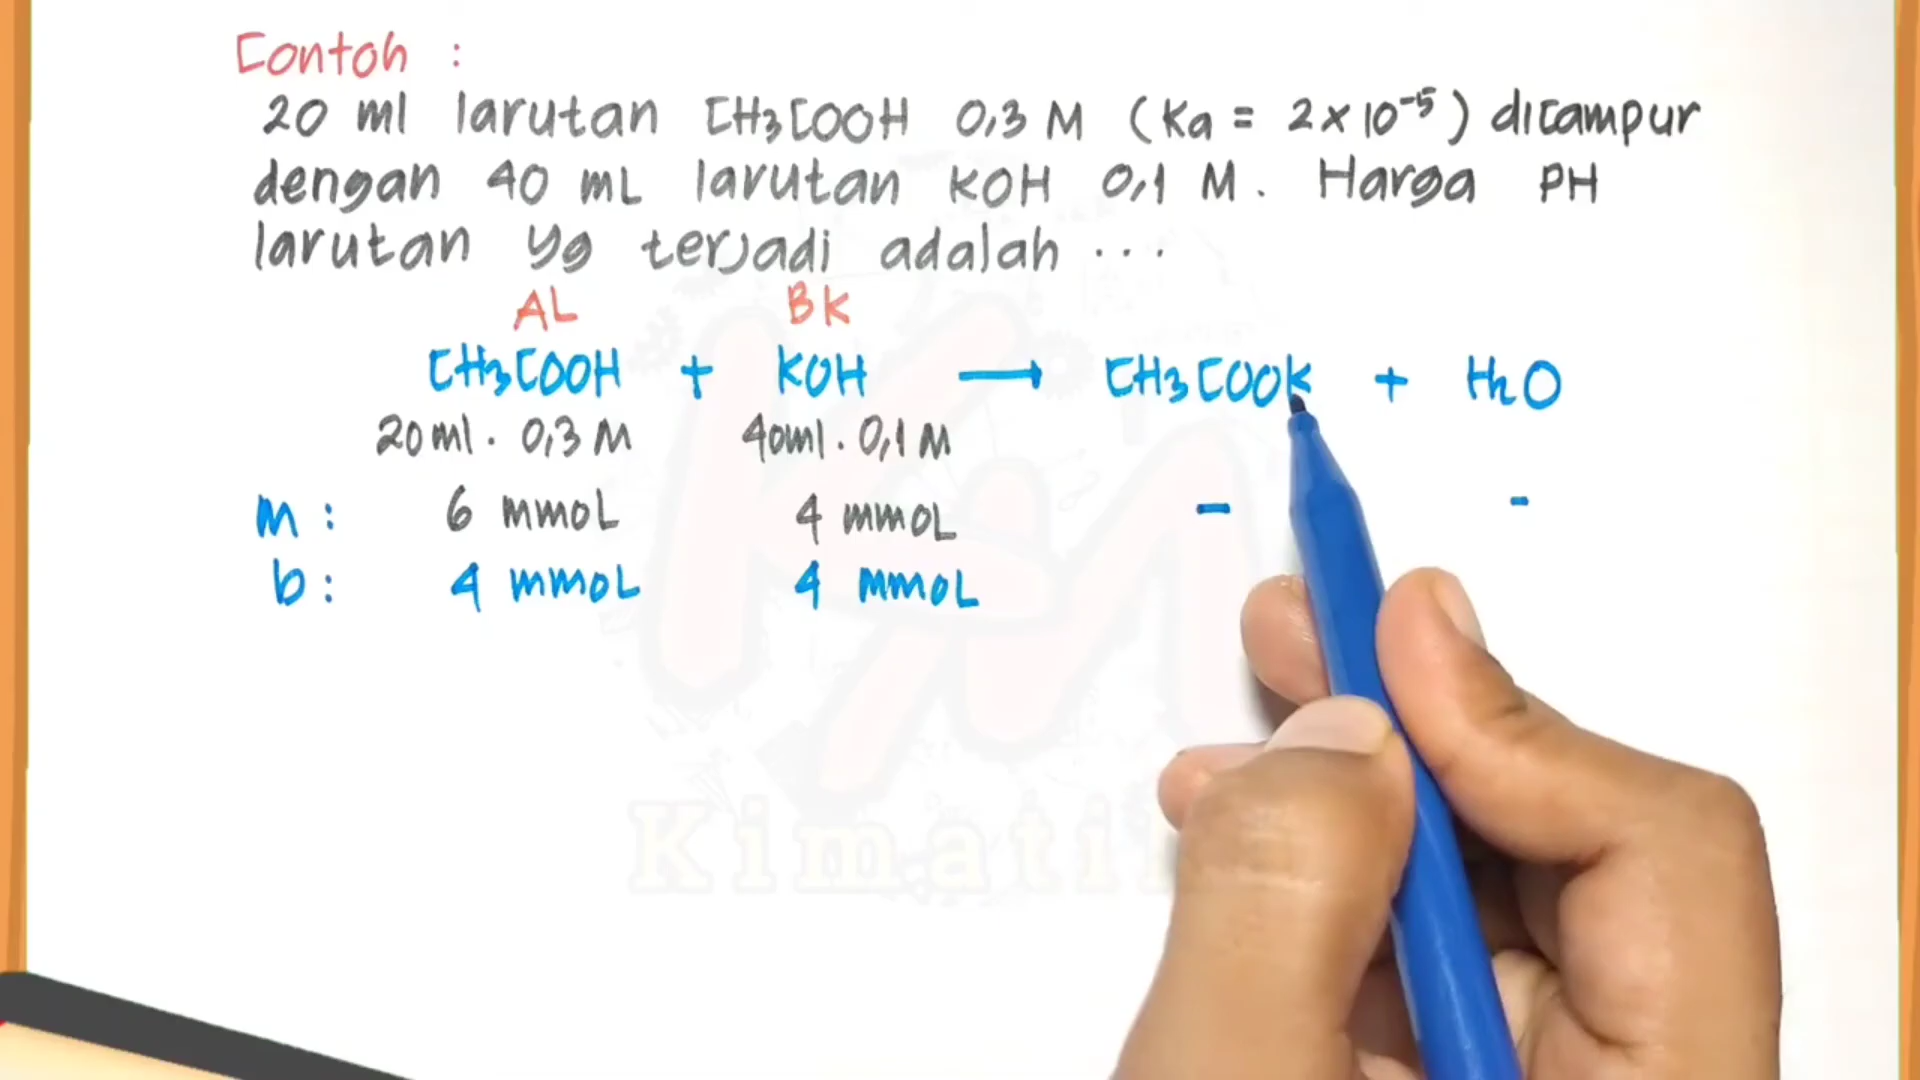 Contoh :
20 ml larutan CH3COOH 0,3 M (Ka = 2x10⁻⁵) dicampur
dengan 40 mL larutan KOH 0,1 M. Harga PH
larutan yg terjadi adalah ...
AL BK
CH3COOH + KOH → CH3COOK + H2O
20ml . 0,3 M 40ml . 0,1 M
m : 6 mmoL 4 mmoL - -
b : 4 mmoL 4 mmoL
KM